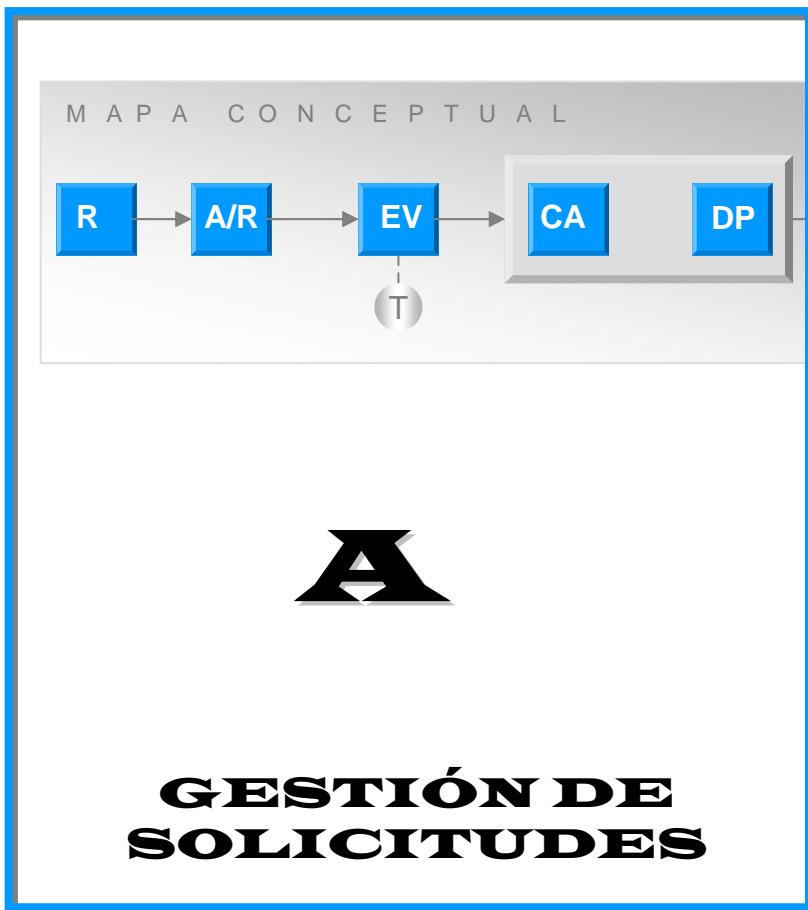 MAPA CONCEPTUAL
R A/R EV CA DP
T
A
GESTIÓN DE
SOLICITUDES